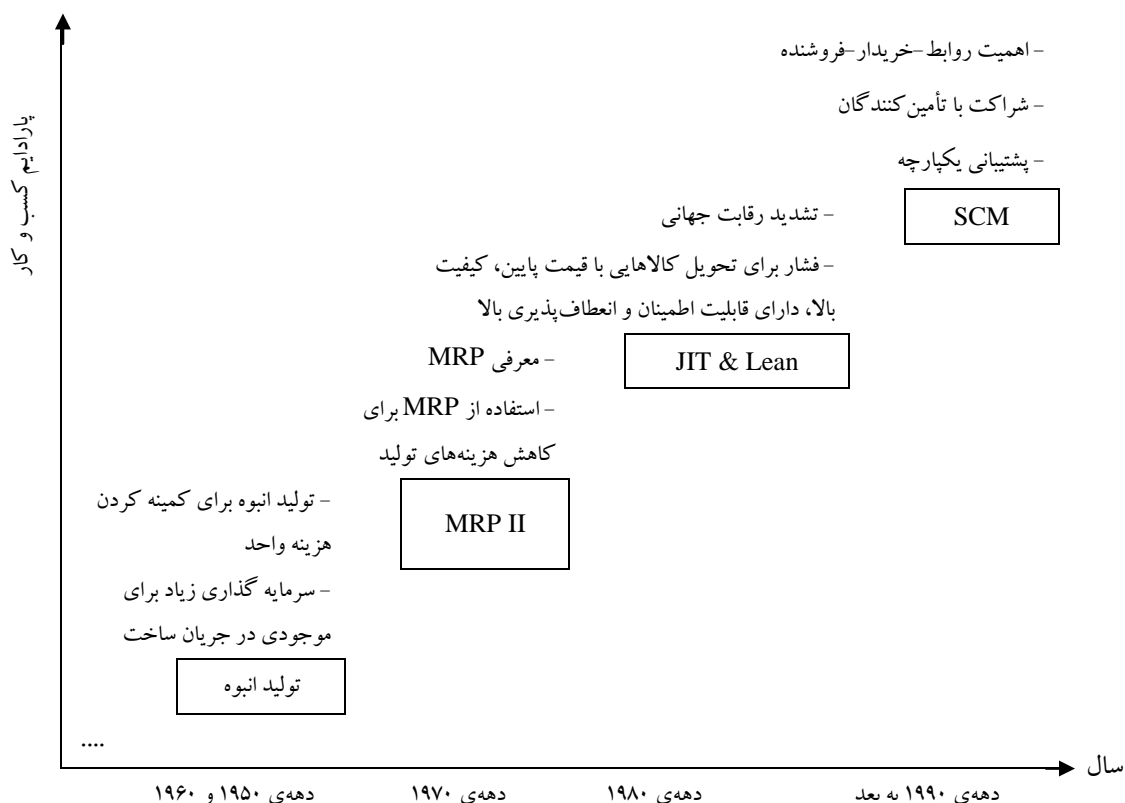 - اهمیت روابط-خریدار-فروشنده
- شراکت با تأمین‌کنندگان
- پشتیبانی یکپارچه
SCM
- تشدید رقابت جهانی
- فشار برای تحویل کالاهایی با قیمت پایین، کیفیت
بالا، دارای قابلیت اطمینان و انعطاف‌پذیری بالا
JIT & Lean
- معرفی MRP
- استفاده از MRP برای
کاهش هزینه‌های تولید
MRP II
- تولید انبوه برای کمینه کردن
هزینه واحد
- سرمایه گذاری زیاد برای
موجودی در جریان ساخت
تولید انبوه
....
پارادایم کسب و کار
سال
دهه‌ی ۱۹۵۰ و ۱۹۶۰
دهه‌ی ۱۹۷۰
دهه‌ی ۱۹۸۰
دهه‌ی ۱۹۹۰ به بعد